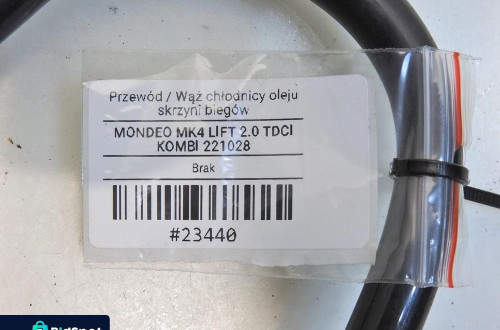 Przewód / Wąż chłodnicy oleju
skrzyni biegów
MONDEO MK4 LIFT 2.0 TDCI
KOMBI 221028
Brak
#23440